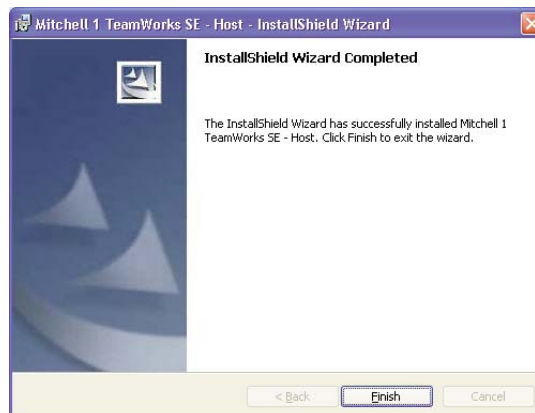 Mitchell 1 TeamWorks SE - Host - InstallShield Wizard
InstallShield Wizard Completed
The InstallShield Wizard has successfully installed Mitchell 1
TeamWorks SE - Host. Click Finish to exit the wizard.
< Back
Finish
Cancel